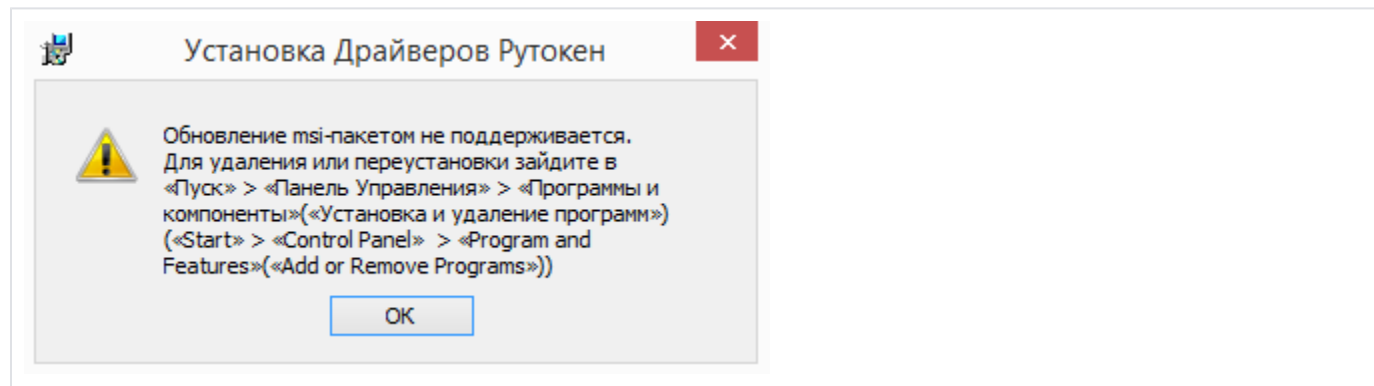 Установка Драйверов Рутокен
Обновление msi-пакетом не поддерживается.
Для удаления или переустановки зайдите в
«Пуск» > «Панель Управления» > «Программы и
компоненты»(«Установка и удаление программ»)
(«Start» > «Control Panel»  > «Program and
Features»(«Add or Remove Programs»))
OK